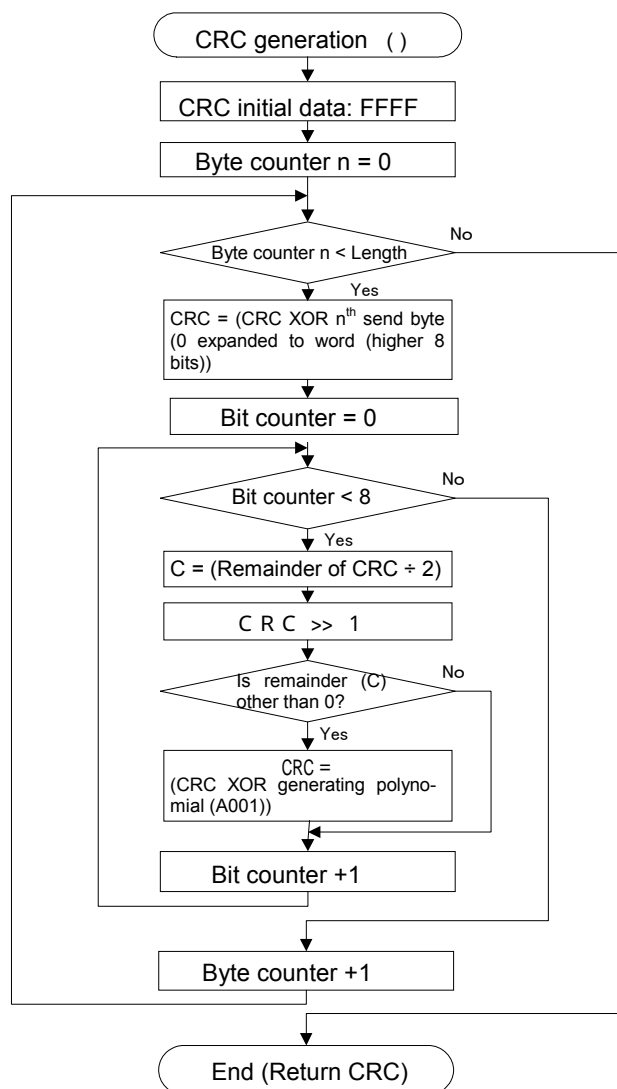 CRC generation ( )
CRC initial data: FFFF
Byte counter n = 0
Byte counter n < Length
No
Yes
CRC = (CRC XOR nth send byte
(0 expanded to word (higher 8
bits))
Bit counter = 0
Bit counter < 8
No
Yes
C = (Remainder of CRC ÷ 2)
CRC >> 1
Is remainder (C)
other than 0?
No
Yes
CRC =
(CRC XOR generating polyno-
mial (A001))
Bit counter +1
Byte counter +1
End (Return CRC)